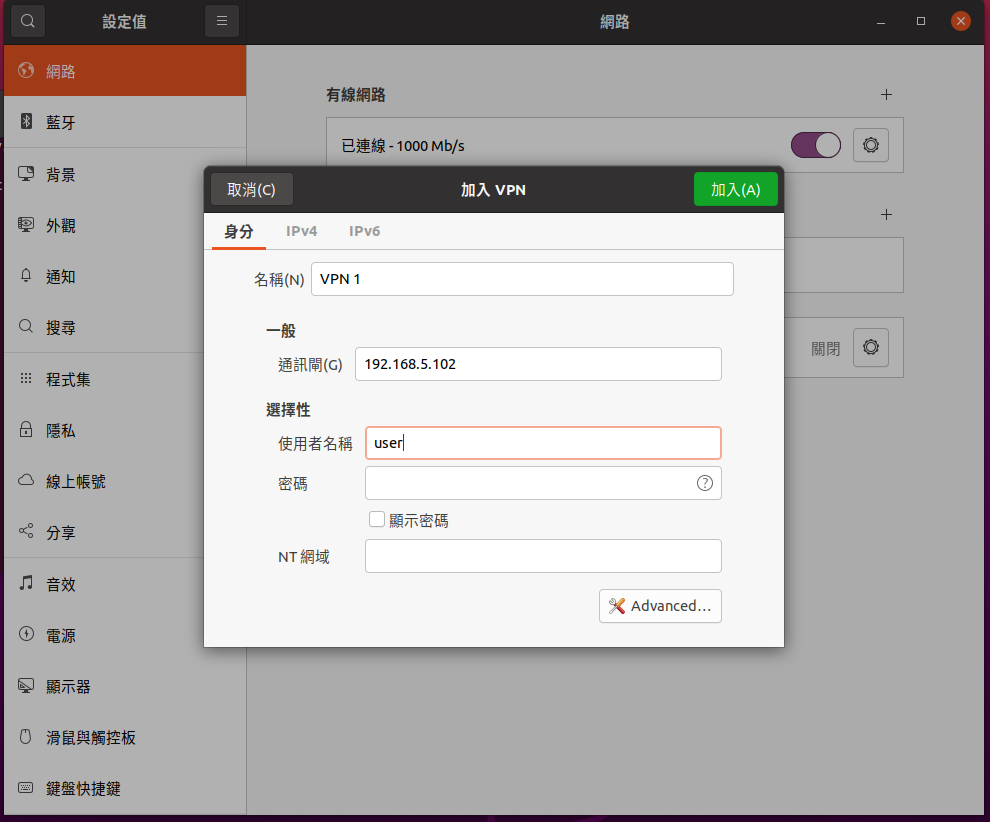 設定值
網路
網路
藍牙
背景
外觀
通知
搜尋
程式集
隱私
線上帳號
分享
音效
電源
顯示器
滑鼠與觸控板
鍵盤快捷鍵
有線網路
已連線 - 1000 Mb/s
關閉
取消(C)
加入 VPN
加入(A)
身分
IPv4
IPv6
名稱(N)
VPN 1
一般
通訊閘(G)
192.168.5.102
選擇性
使用者名稱
user
密碼
顯示密碼
NT 網域
Advanced...